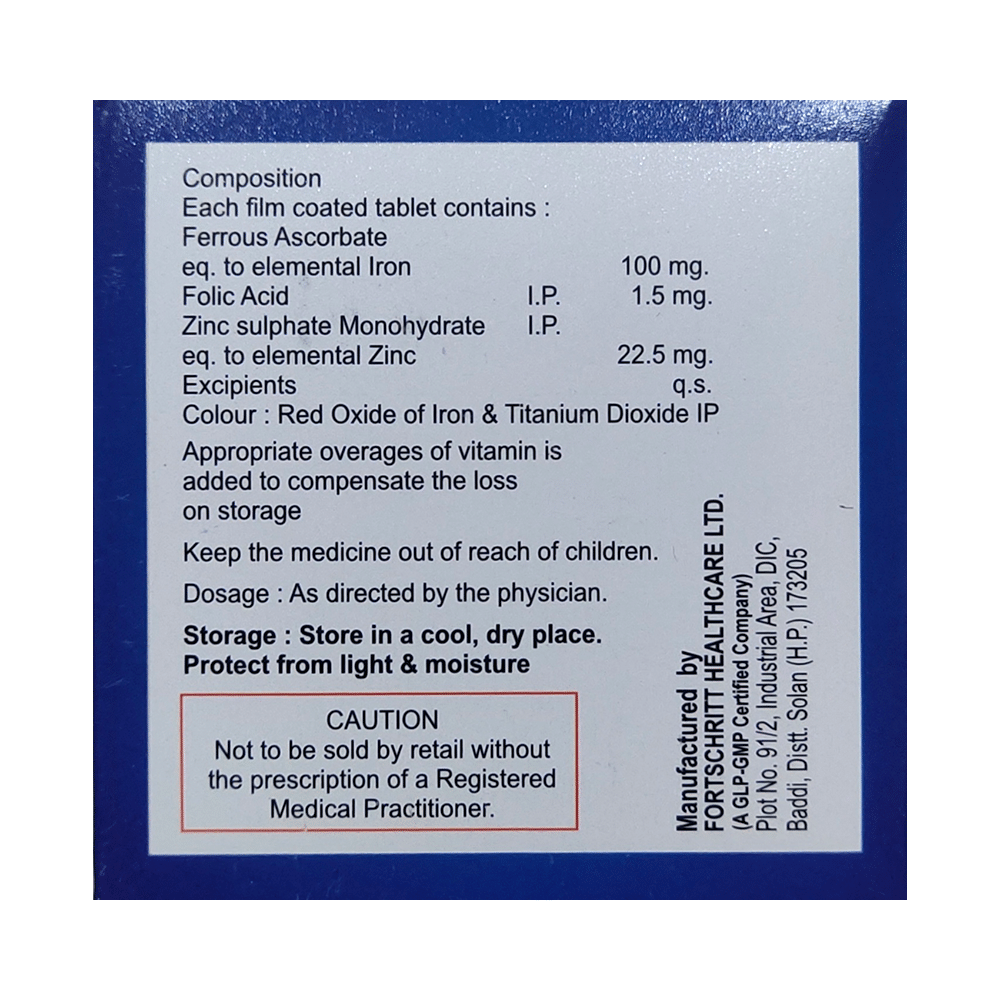 Composition
Each film coated tablet contains :
Ferrous Ascorbate
eq. to elemental Iron 100 mg.
Folic Acid I.P. 1.5 mg.
Zinc sulphate Monohydrate I.P.
eq. to elemental Zinc 22.5 mg.
Excipients q.s.
Colour : Red Oxide of Iron & Titanium Dioxide IP
Appropriate overages of vitamin is
added to compensate the loss
on storage
Keep the medicine out of reach of children.
Dosage : As directed by the physician.
Storage : Store in a cool, dry place.
Protect from light & moisture
CAUTION
Not to be sold by retail without
the prescription of a Registered
Medical Practitioner.
Manufactured by
FORTSCHRITT HEALTHCARE LTD.
(A GLP-GMP Certified Company)
Plot No. 91/2, Industrial Area, DIC,
Baddi, Distt. Solan (H.P.) 173205